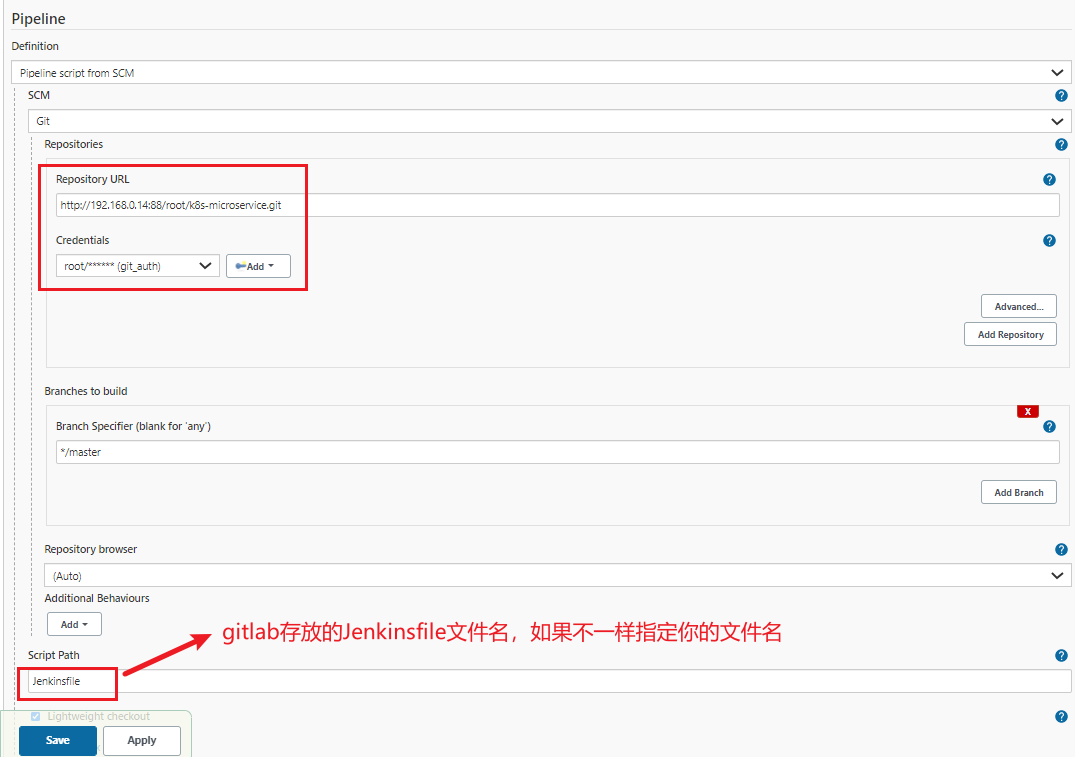 Pipeline
Definition
Pipeline script from SCM
SCM
Git
Repositories
Repository URL
http://192.168.0.14:88/root/k8s-microservice.git
Credentials
root/****** (git_auth)
Add
Advanced...
Add Repository
Branches to build
X
Branch Specifier (blank for 'any')
*/master
Add Branch
Repository browser
(Auto)
Additional Behaviours
Add
gitlab存放的Jenkinsfile文件名，如果不一样指定你的文件名
Script Path
Jenkinsfile
Lightweight checkout
Save
Apply